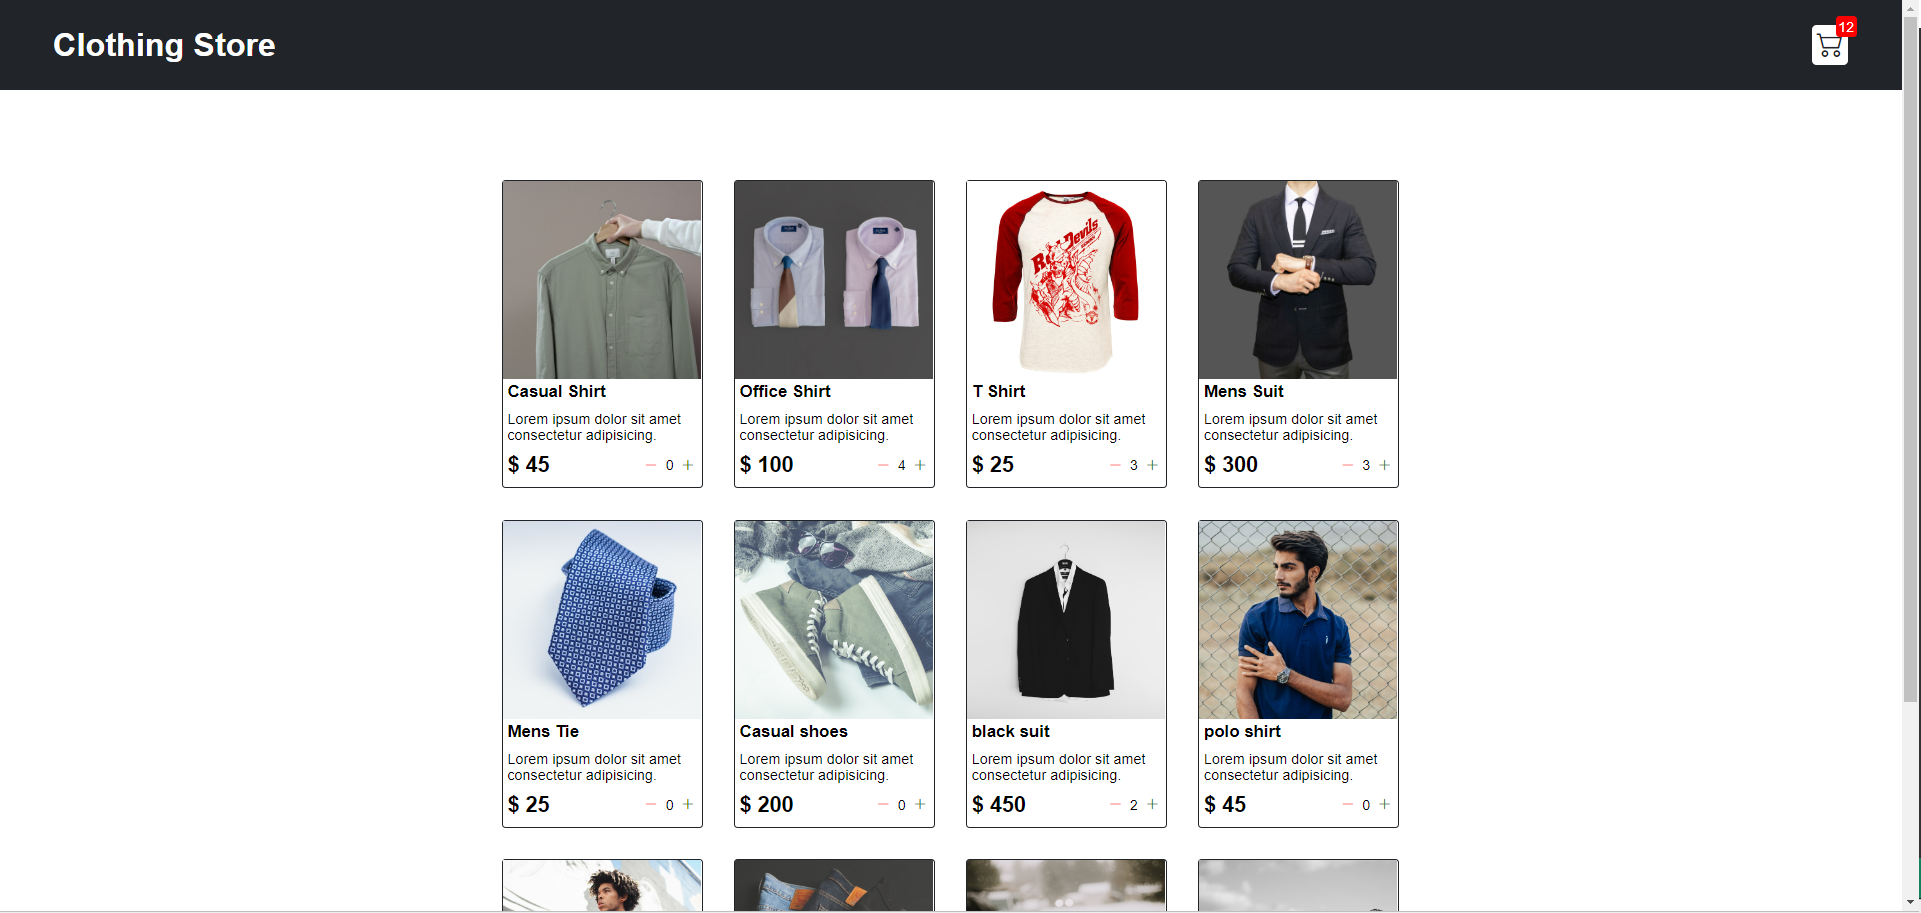 Clothing Store
12
Casual Shirt
Lorem ipsum dolor sit amet
consectetur adipisicing.
$ 45
− 0 +
Office Shirt
Lorem ipsum dolor sit amet
consectetur adipisicing.
$ 100
− 4 +
Devils
T Shirt
Lorem ipsum dolor sit amet
consectetur adipisicing.
$ 25
− 3 +
Mens Suit
Lorem ipsum dolor sit amet
consectetur adipisicing.
$ 300
− 3 +
Mens Tie
Lorem ipsum dolor sit amet
consectetur adipisicing.
$ 25
− 0 +
Casual shoes
Lorem ipsum dolor sit amet
consectetur adipisicing.
$ 200
− 0 +
black suit
Lorem ipsum dolor sit amet
consectetur adipisicing.
$ 450
− 2 +
polo shirt
Lorem ipsum dolor sit amet
consectetur adipisicing.
$ 45
− 0 +